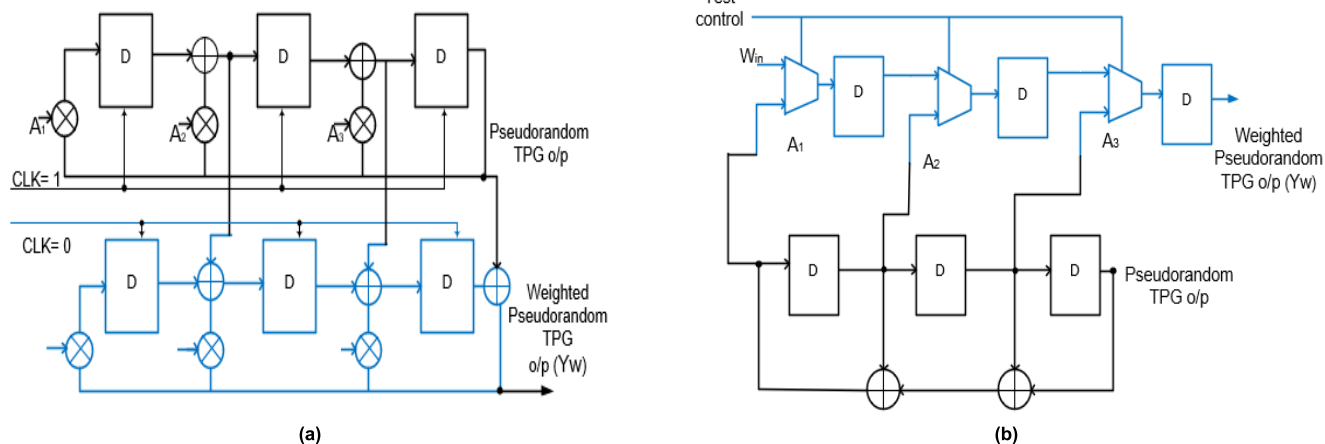 D
D
D
A1
A2
A3
Pseudorandom
TPG o/p
CLK= 1
CLK= 0
D
D
D
Weighted
Pseudorandom
TPG
o/p (Yw)
(a)
control
Win
D
D
D
A1
A2
A3
Weighted
Pseudorandom
TPG o/p (Yw)
D
D
D
Pseudorandom
TPG o/p
(b)